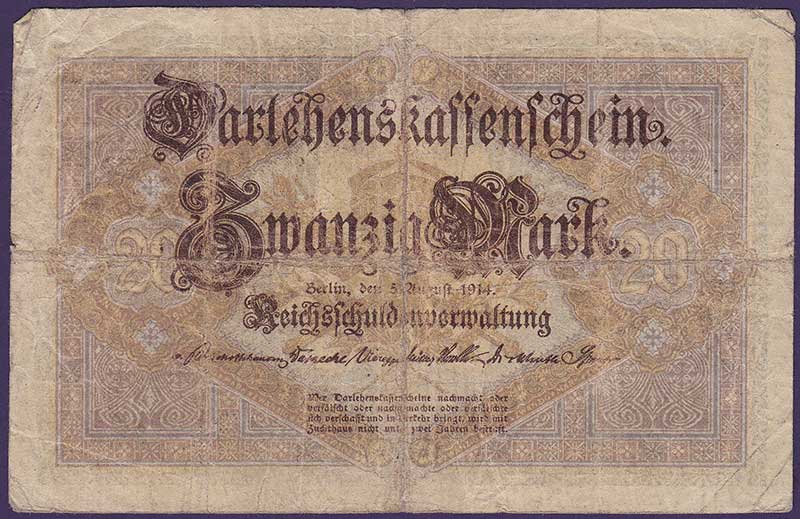 Darlehenskassenschein.
Zwanzig Mark.
20 20
Berlin, den 5. August 1914.
Reichsschuldenverwaltung
Wer Darlehenskassenscheine nachmacht oder
verfälscht oder nachgemachte oder verfälschte
sich verschafft und in Verkehr bringt, wird mit
Zuchthaus nicht unter zwei Jahren bestraft.